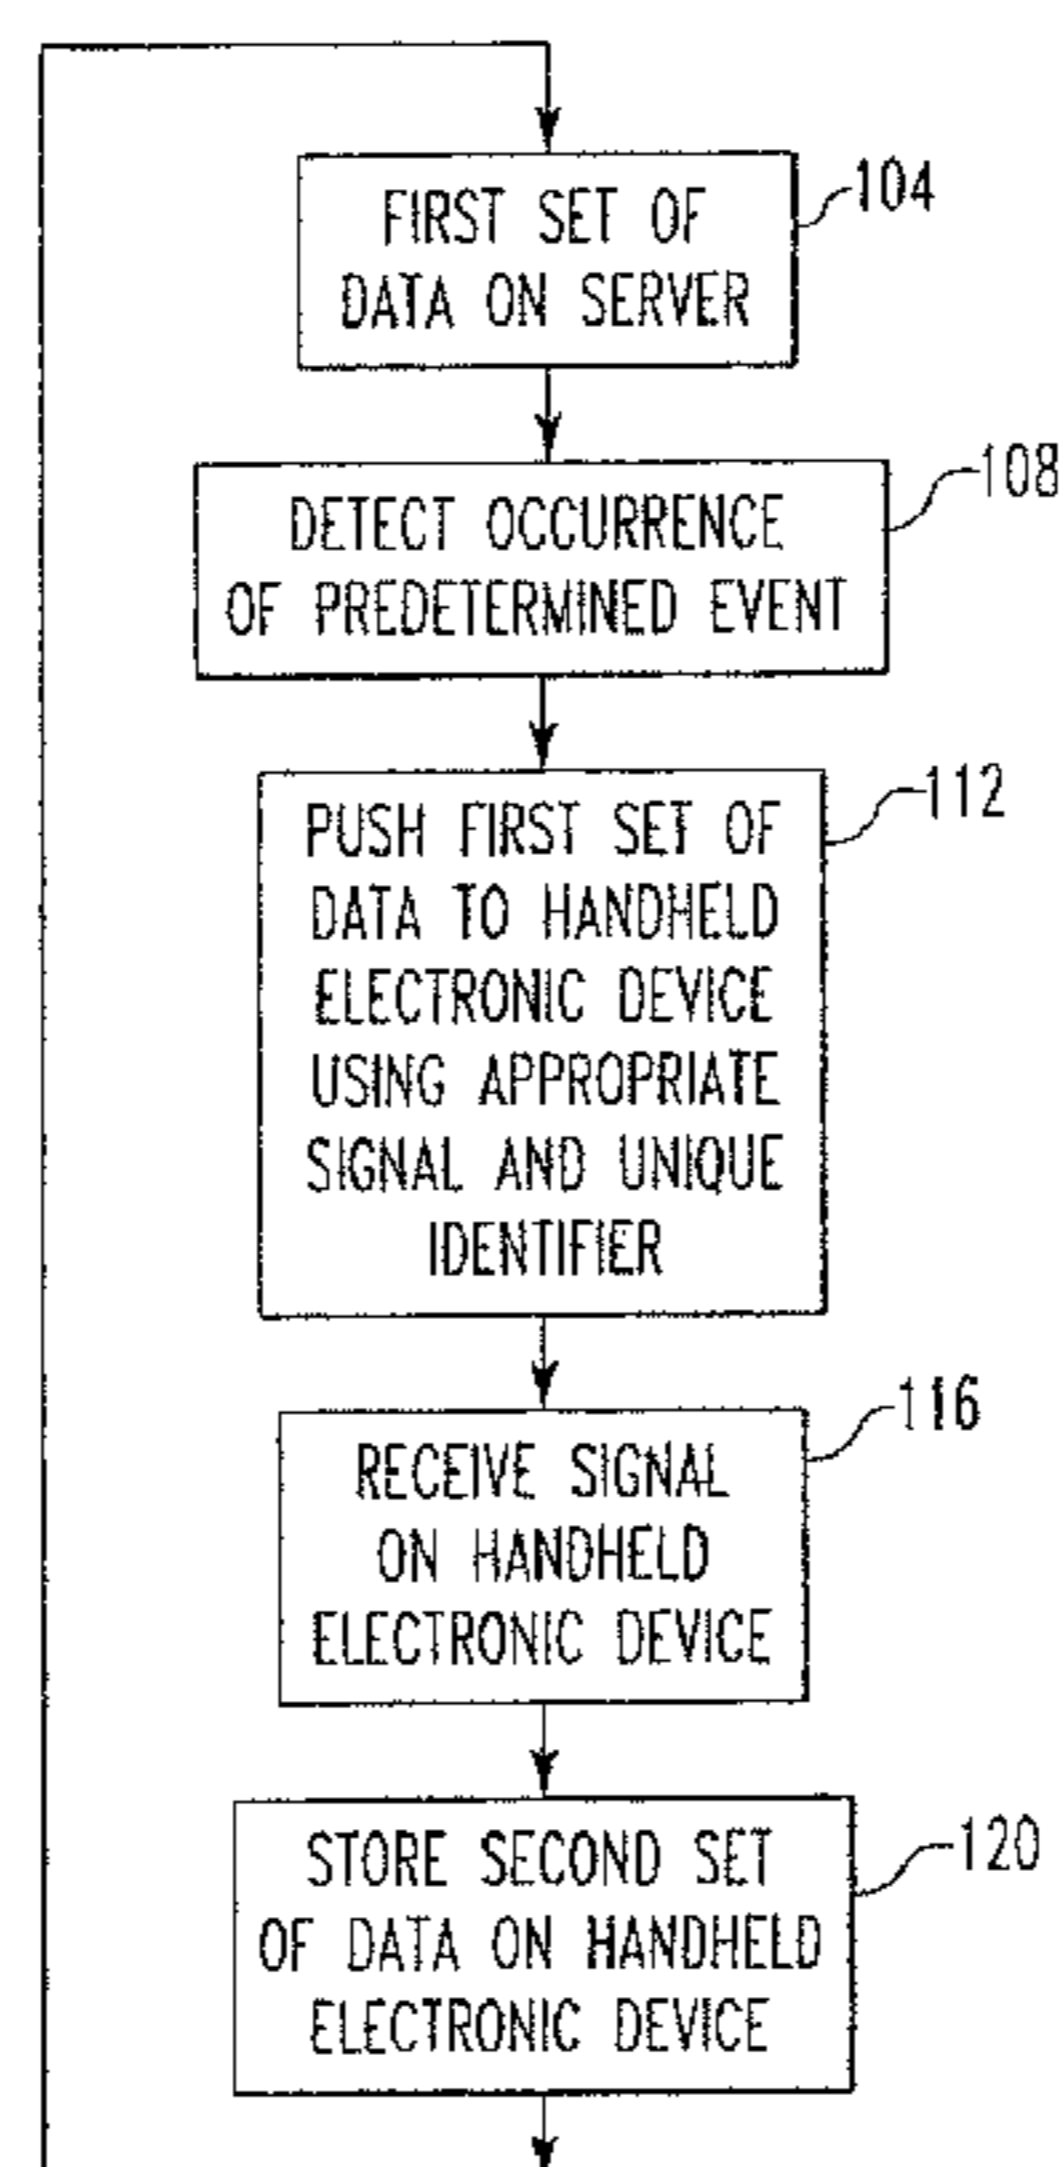 FIRST SET OF
DATA ON SERVER
104
DETECT OCCURRENCE
OF PREDETERMINED EVENT
108
PUSH FIRST SET OF
DATA TO HANDHELD
ELECTRONIC DEVICE
USING APPROPRIATE
SIGNAL AND UNIQUE
IDENTIFIER
112
RECEIVE SIGNAL
ON HANDHELD
ELECTRONIC DEVICE
116
STORE SECOND SET
OF DATA ON HANDHELD
ELECTRONIC DEVICE
120